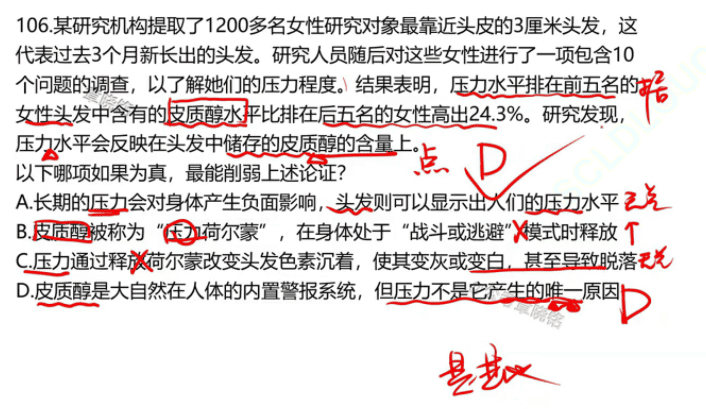 106.某研究机构提取了1200多名女性研究对象最靠近头皮的3厘米头发，这
代表过去3个月新长出的头发。研究人员随后对这些女性进行了一项包含10
个问题的调查，以了解她们的压力程度。结果表明，压力水平排在前五名的
女性头发中含有的皮质醇水平比排在后五名的女性高出24.3%。研究发现，
压力水平会反映在头发中储存的皮质醇的含量上。
点 D
以下哪项如果为真，最能削弱上述论证？
A.长期的压力会对身体产生负面影响，头发则可以显示出人们的压力水平
B.皮质醇被称为“压力荷尔蒙”，在身体处于“战斗或逃避”模式时释放
C.压力通过释放荷尔蒙改变头发色素沉着，使其变灰或变白，甚至导致脱落
D.皮质醇是大自然在人体的内置警报系统，但压力不是它产生的唯一原因 D